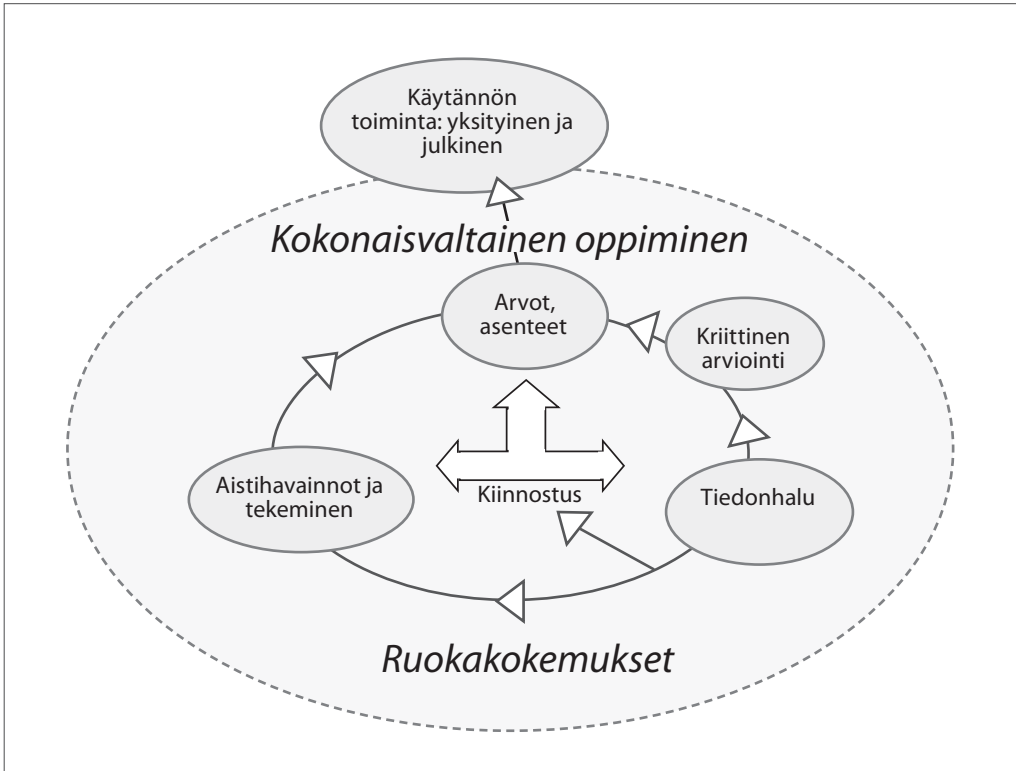 Käytännön
toiminta: yksityinen ja
julkinen
Kokonaisvaltainen oppiminen
Arvot,
asenteet
Kriittinen
arviointi
Aistihavainnot ja
tekeminen
Kiinnostus
Tiedonhalu
Ruokakokemukset